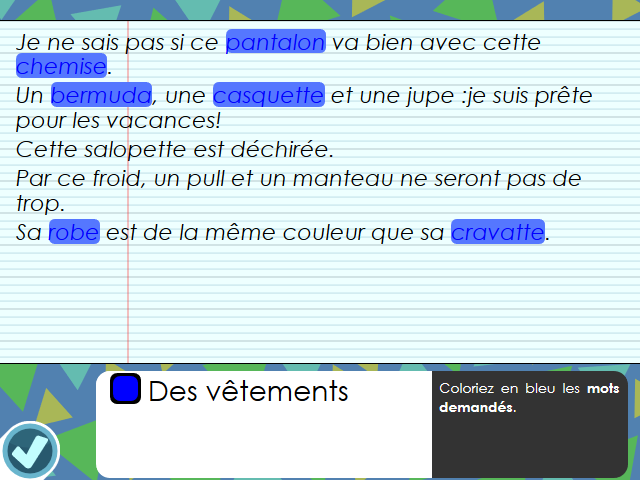 Je ne sais pas si ce pantalon va bien avec cette
chemise.
Un bermuda, une casquette et une jupe :je suis prête
pour les vacances!
Cette salopette est déchirée.
Par ce froid, un pull et un manteau ne seront pas de
trop.
Sa robe est de la même couleur que sa cravatte.
Des vêtements
Coloriez en bleu les mots
demandés.